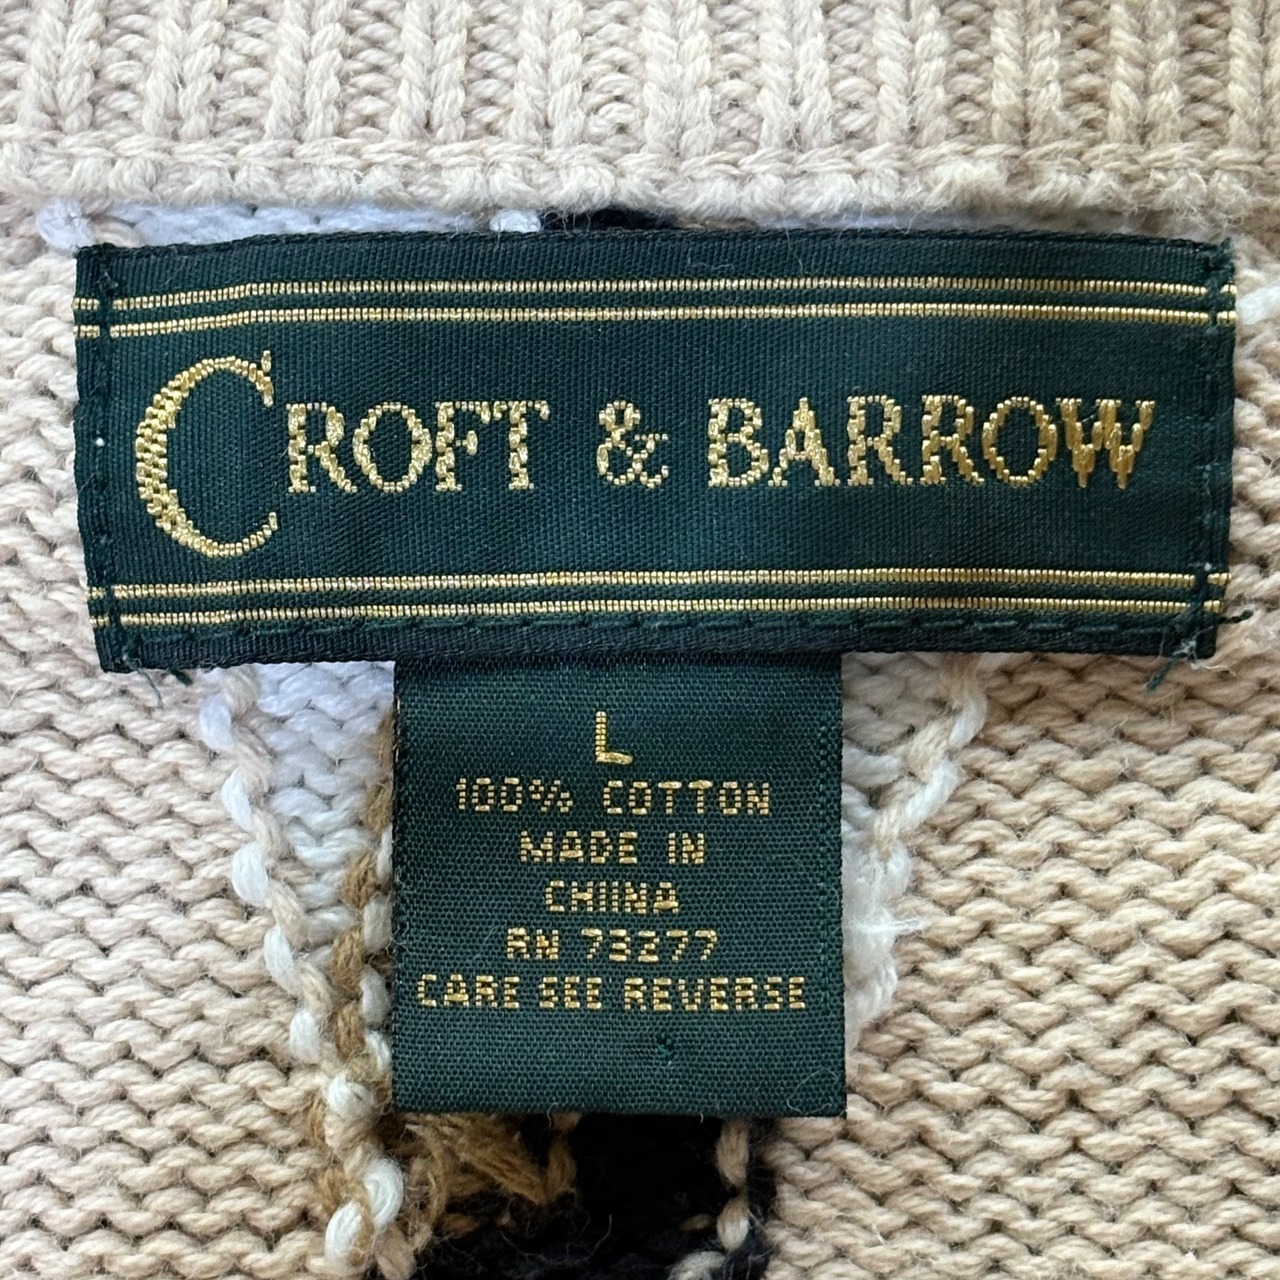 CROFT & BARROW
L
100% COTTON
MADE IN
CHINA
RN 73277
CARE SEE REVERSE